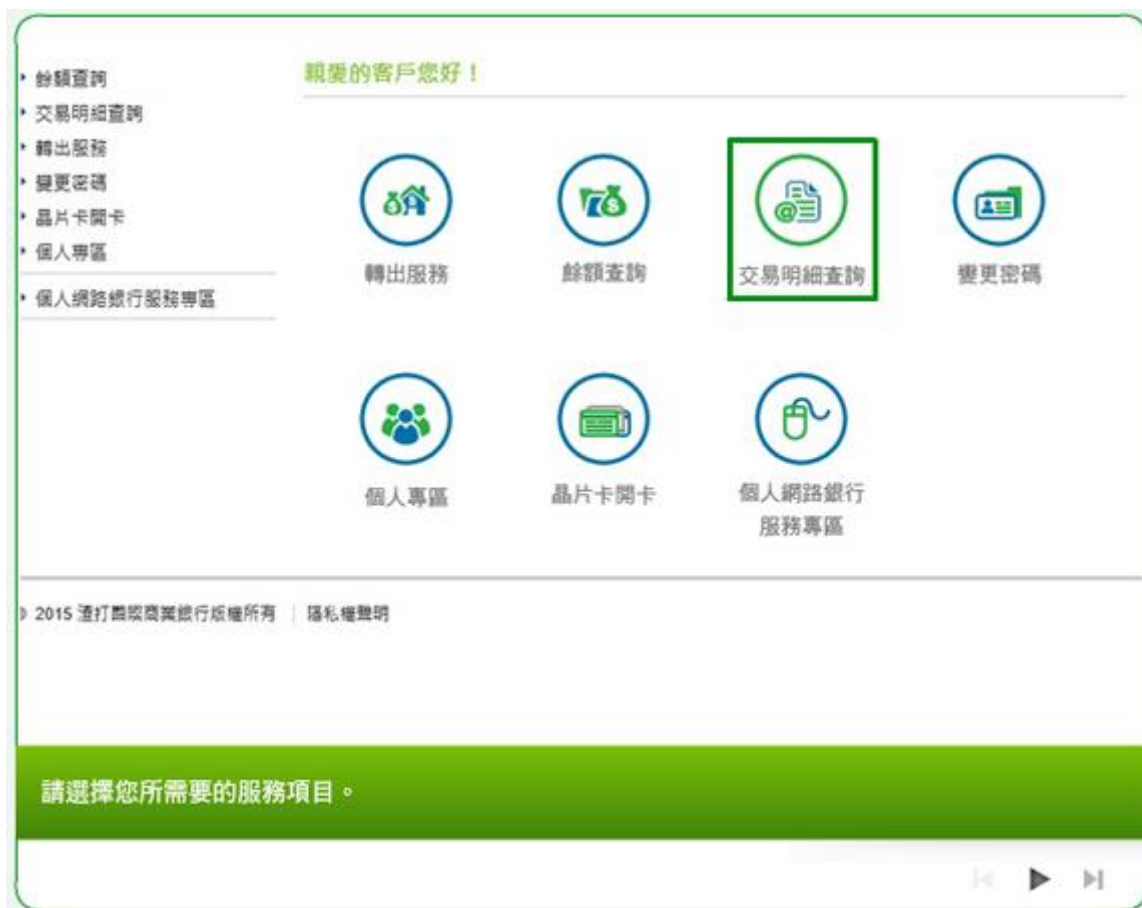 餘額查詢
交易明細查詢
轉出服務
變更密碼
晶片卡開卡
個人專區
個人網路銀行服務專區
親愛的客戶您好！
轉出服務
餘額查詢
交易明細查詢
變更密碼
個人專區
晶片卡開卡
個人網路銀行
服務專區
© 2015 渣打國際商業銀行版權所有 | 隱私權聲明
請選擇您所需要的服務項目。